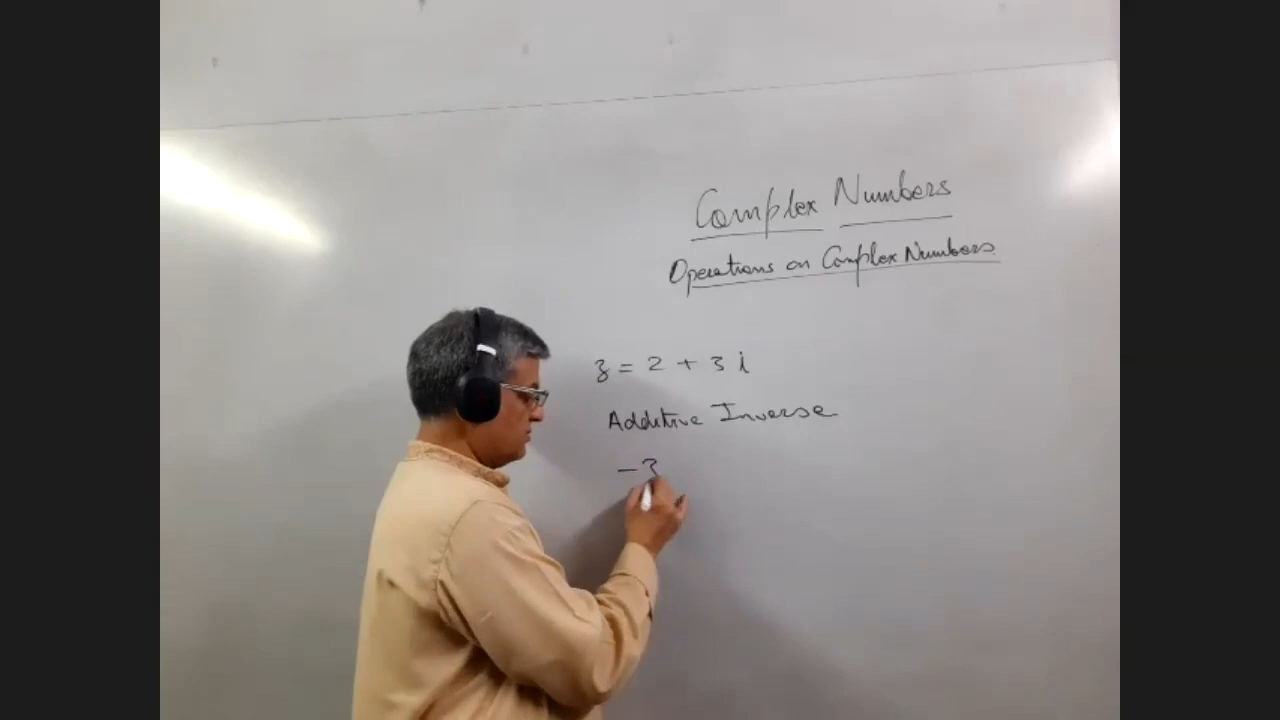 Complex Numbers
Operations on Complex Numbers
z = 2 + 3 i
Additive Inverse
-z